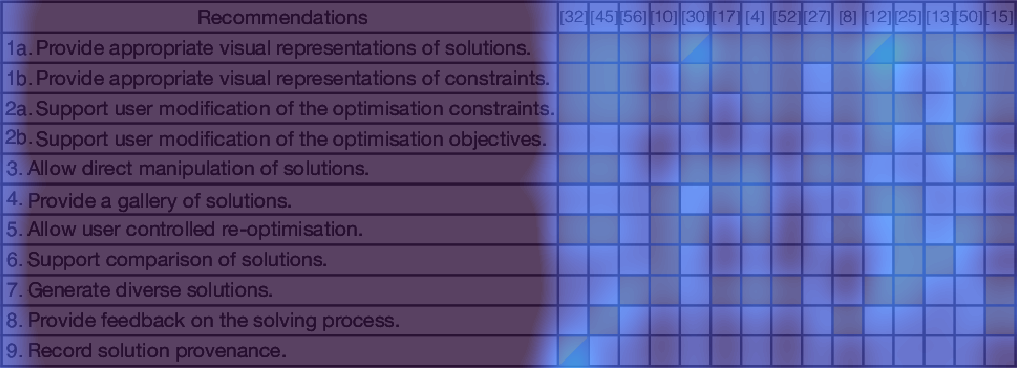 Recommendations [32] [45] [56] [10] [30] [17] [4] [52] [27] [8] [12] [25] [13] [50] [15]
1a. Provide appropriate visual representations of solutions.
1b. Provide appropriate visual representations of constraints.
2a. Support user modification of the optimisation constraints.
2b. Support user modification of the optimisation objectives.
3. Allow direct manipulation of solutions.
4. Provide a gallery of solutions.
5. Allow user controlled re-optimisation.
6. Support comparison of solutions.
7. Generate diverse solutions.
8. Provide feedback on the solving process.
9. Record solution provenance.